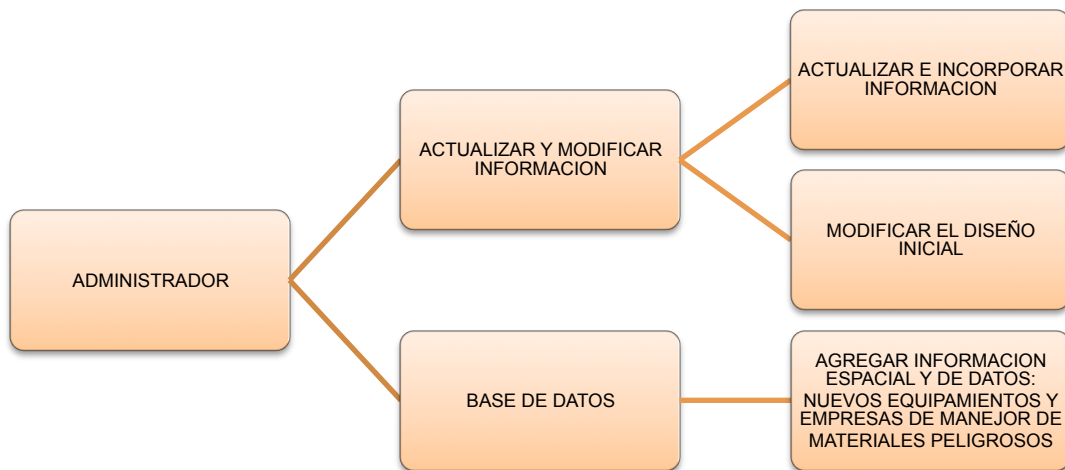 ACTUALIZAR E INCORPORAR
INFORMACION
ACTUALIZAR Y MODIFICAR
INFORMACION
MODIFICAR EL DISEÑO
INICIAL
ADMINISTRADOR
BASE DE DATOS
AGREGAR INFORMACION
ESPACIAL Y DE DATOS:
NUEVOS EQUIPAMIENTOS Y
EMPRESAS DE MANEJOR DE
MATERIALES PELIGROSOS